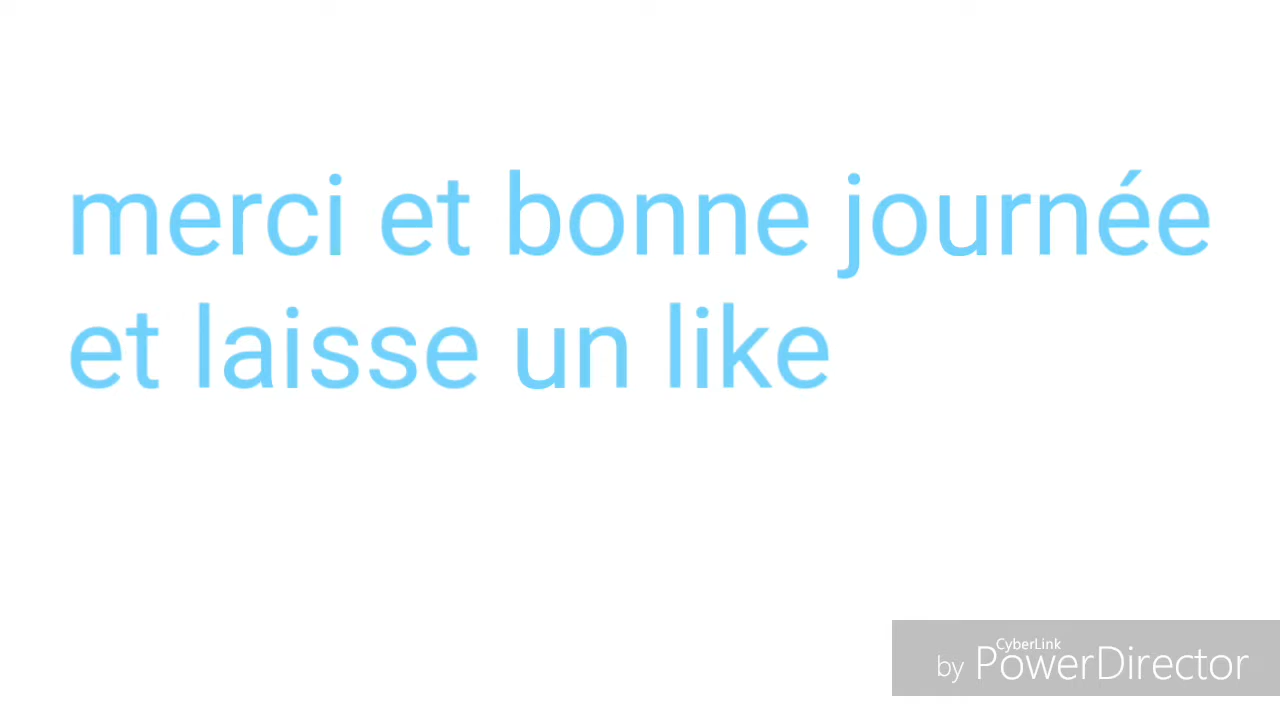 merci et bonne journée
et laisse un like
CyberLink
by PowerDirector